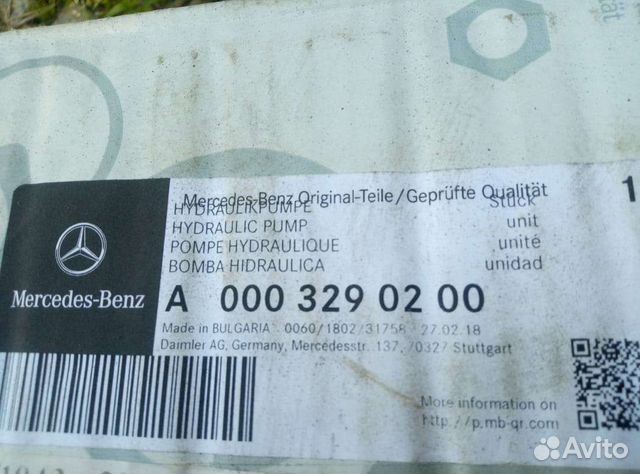 Mercedes-Benz Original-Teile/Geprüfte Qualität
HYDRAULIKPUMPE Stück 1
HYDRAULIC PUMP unit
POMPE HYDRAULIQUE unité
BOMBA HIDRAULICA unidad
Mercedes-Benz
A 000 329 02 00
Made in BULGARIA 0060/1802/31758 27.02.18
Daimler AG, Germany, Mercedesstr. 137, 70327 Stuttgart
More information on
http://p.mb-qr.com
Avito